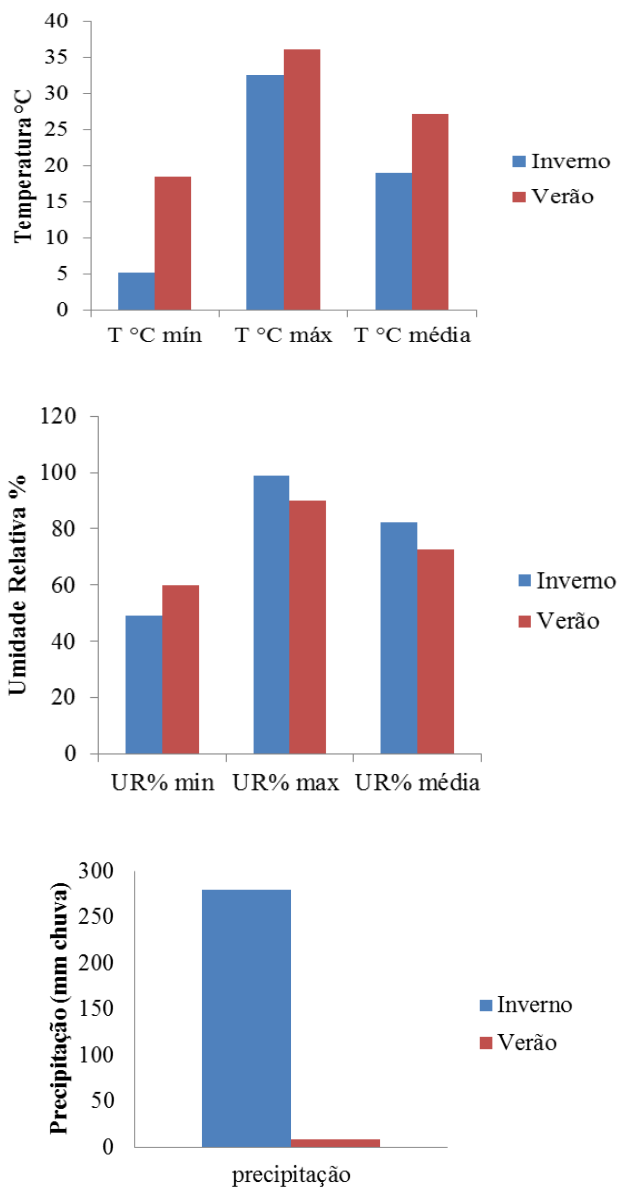 Temperatura °C
40
35
30
25
20
15
10
5
0
T °C mín T °C máx T °C média
Inverno
Verão
Umidade Relativa %
120
100
80
60
40
20
0
UR% min UR% max UR% média
Inverno
Verão
Precipitação (mm chuva)
300
250
200
150
100
50
0
precipitação
Inverno
Verão